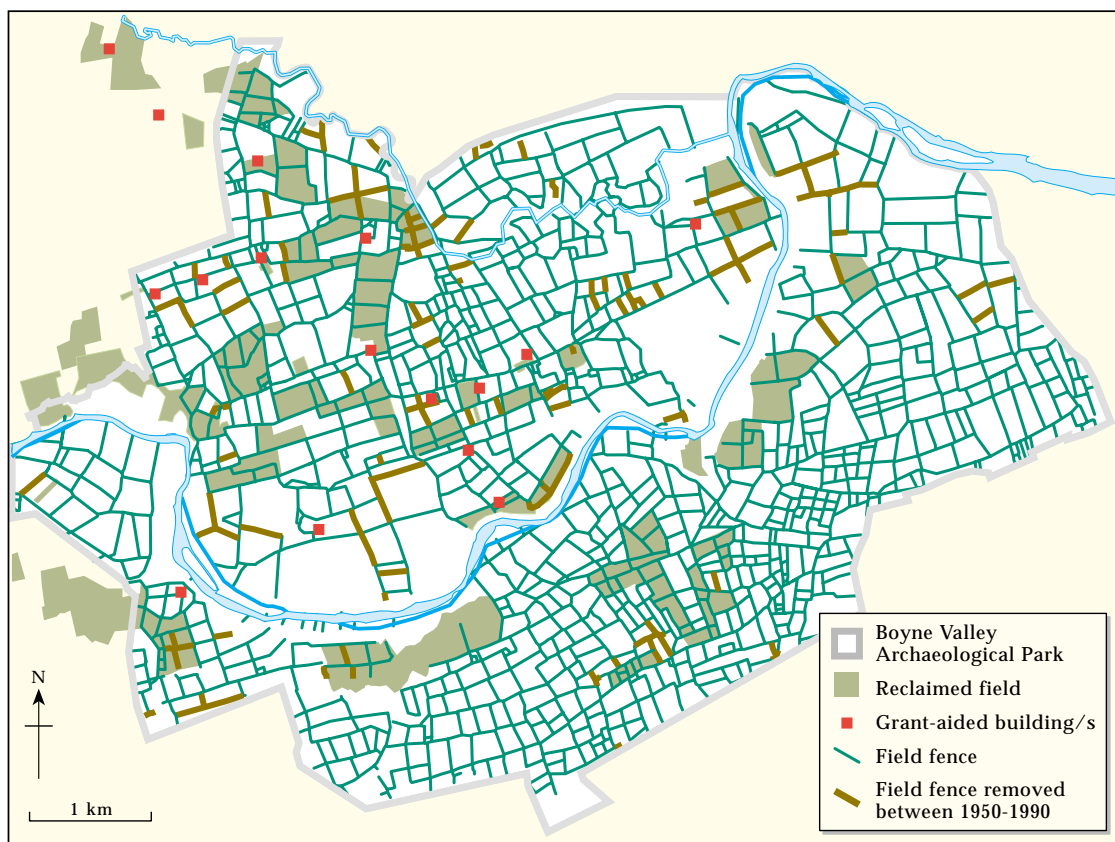 Boyne Valley
Archaeological Park
Reclaimed field
Grant-aided building/s
Field fence
Field fence removed
between 1950-1990
N
1 km